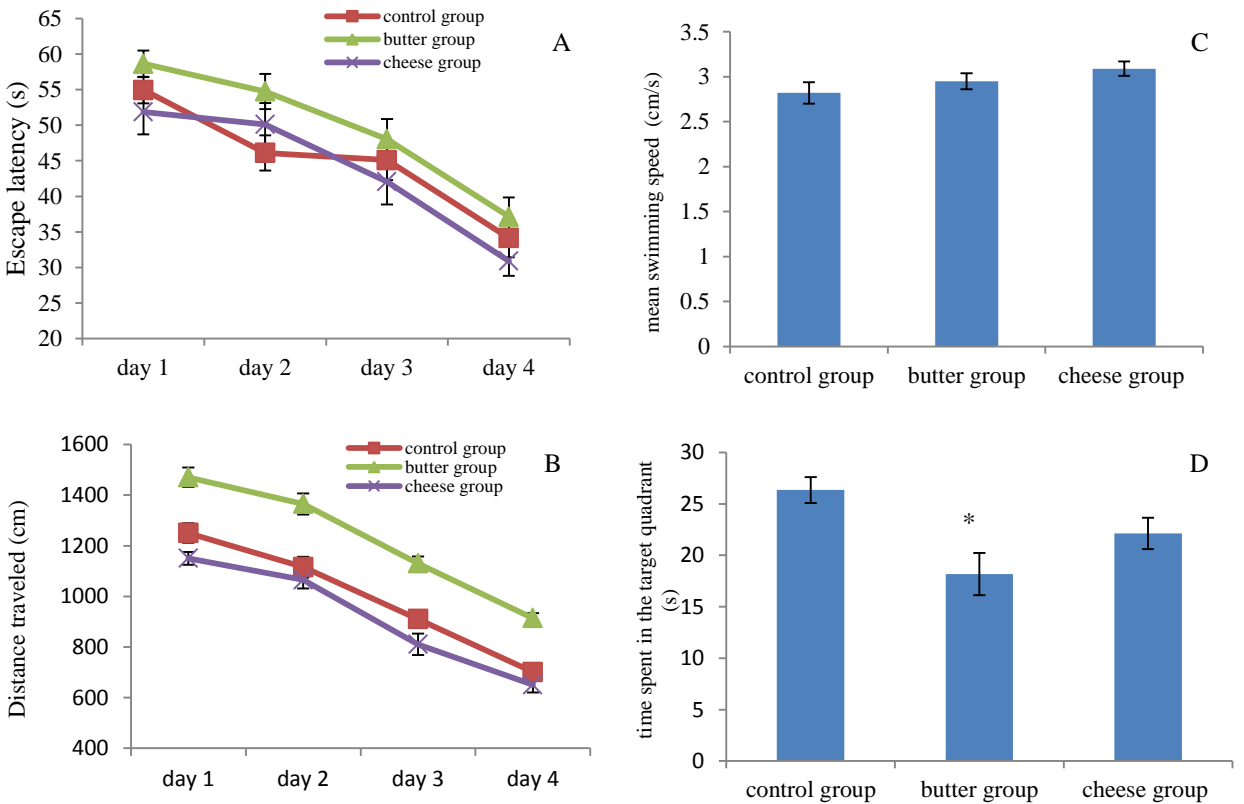 65
60
55
50
45
40
35
30
25
20
Escape latency (s)
control group
butter group
cheese group
A
day 1
day 2
day 3
day 4
3.5
3
2.5
2
1.5
1
0.5
0
mean swimming speed (cm/s)
C
control group
butter group
cheese group
1600
1400
1200
1000
800
600
400
Distance traveled (cm)
control group
butter group
cheese group
B
day 1
day 2
day 3
day 4
30
25
20
15
10
5
0
time spent in the target quadrant
(s)
D
*
control group
butter group
cheese group